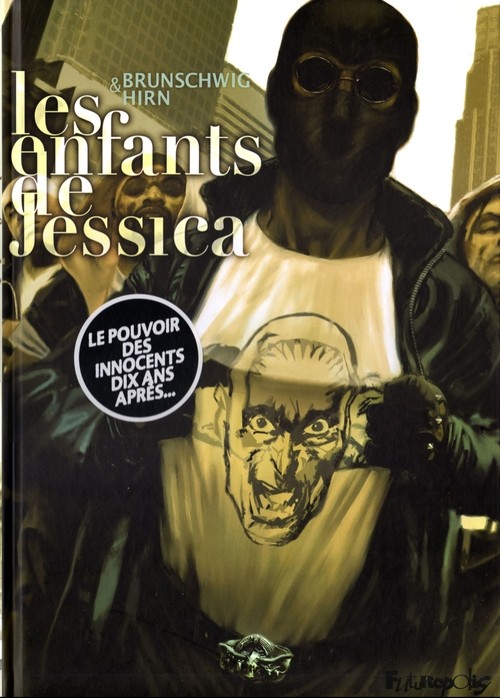 BRUNSCHWIG
& HIRN
les
enfants
de
Jessica
LE POUVOIR
DES
INNOCENTS
DIX ANS
APRÈS...
Futuropolis